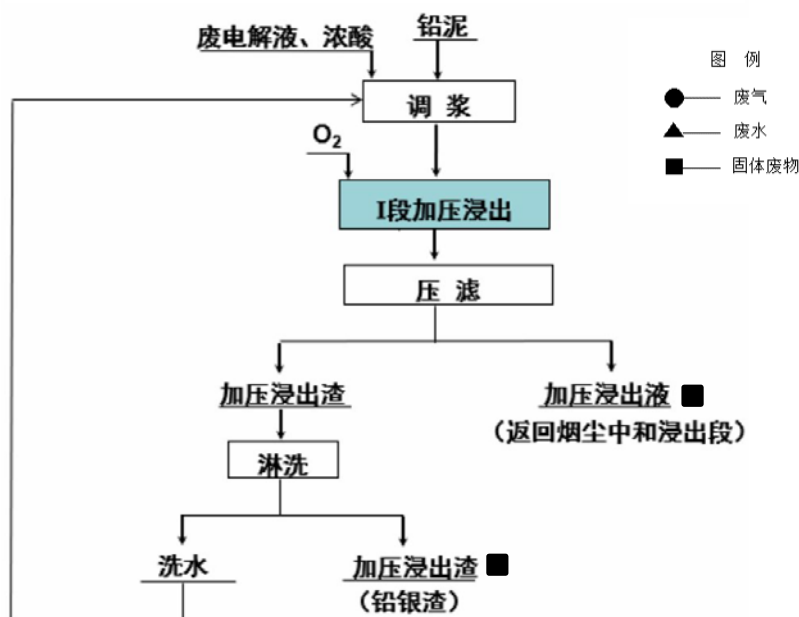 废电解液、浓酸
铅泥
图 例
废气
废水
固体废物
调 浆
O₂
I段加压浸出
压 滤
加压浸出渣
加压浸出液
(返回烟尘中和浸出段)
淋洗
洗水
加压浸出渣
(铅银渣)